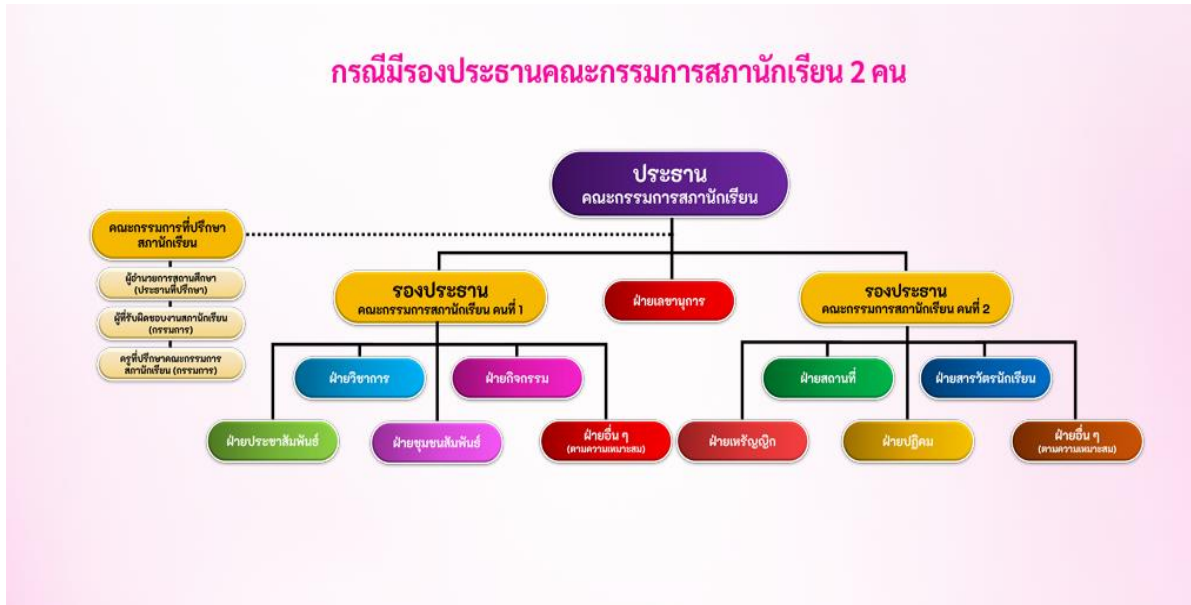 กรณีมีรองประธานคณะกรรมการสภานักเรียน 2 คน
ประธาน
คณะกรรมการสภานักเรียน
คณะกรรมการที่ปรึกษา
สภานักเรียน
ผู้อำนวยการสถานศึกษา
(ประธานที่ปรึกษา)
ผู้ที่รับผิดชอบงานสภานักเรียน
(กรรมการ)
ครูที่ปรึกษาคณะกรรมการ
สภานักเรียน (กรรมการ)
รองประธาน
คณะกรรมการสภานักเรียน คนที่ 1
ฝ่ายเลขานุการ
รองประธาน
คณะกรรมการสภานักเรียน คนที่ 2
ฝ่ายวิชาการ
ฝ่ายกิจกรรม
ฝ่ายสถานที่
ฝ่ายสารวัตรนักเรียน
ฝ่ายประชาสัมพันธ์
ฝ่ายชุมชนสัมพันธ์
ฝ่ายอื่น ๆ
(ตามความเหมาะสม)
ฝ่ายเหรัญญิก
ฝ่ายปฏิคม
ฝ่ายอื่น ๆ
(ตามความเหมาะสม)